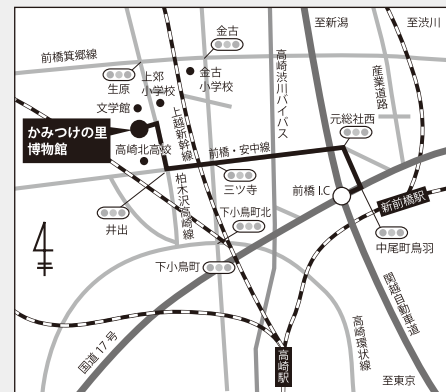 至新潟
至渋川
前橋箕郷線
金古
高崎渋川バイパス
産業道路
生原
上郊
小学校
金古
小学校
文学館
上越新幹線
元総社西
かみつけの里
博物館
高崎北高校
前橋・安中線
三ツ寺
前橋 I.C
新前橋駅
井出
柏木沢高崎線
下小鳥町北
中尾町鳥羽
下小鳥町
関越自動車道
国道17号
高崎駅
高崎環状線
至東京